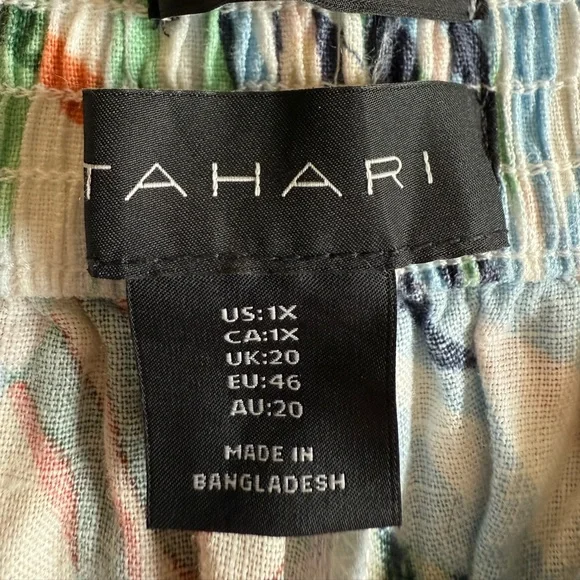 TAHARI
US:1X
CA:1X
UK:20
EU:46
AU:20
MADE IN
BANGLADESH